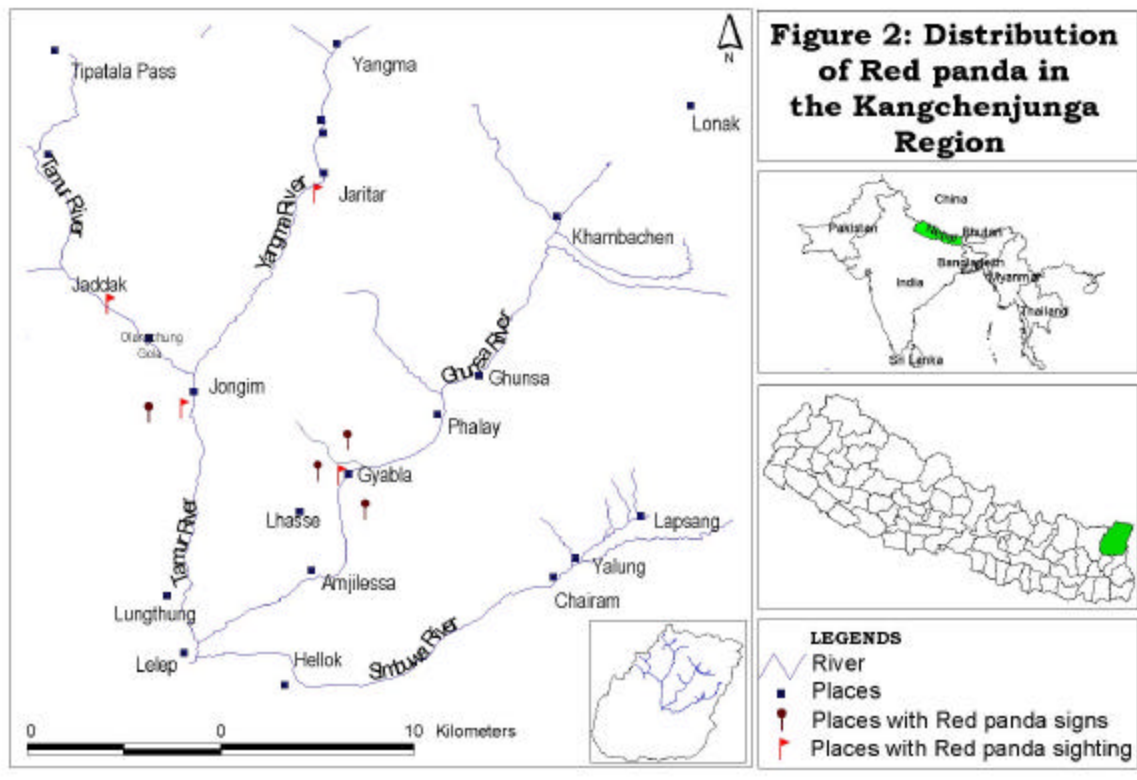 Figure 2: Distribution
of Red panda in
the Kangchenjunga
Region
N
Tipatala Pass
Yangma
Lonak
Tamur River
Yangma River
Jaritar
Khambachen
Jaddak
Gola
Ghunsa River
Jongim
Ghunsa
Phalay
Gyabla
Lhasse
Lapsang
Tamur River
Amjilessa
Yalung
Chairam
Lungthung
Simbuwa River
Lelep
Hellok
0 0 10 Kilometers
China
Pakistan
Nepal
Bhutan
Bangladesh
India
Myanmar
Thailand
Sri Lanka
LEGENDS
River
Places
Places with Red panda signs
Places with Red panda sighting